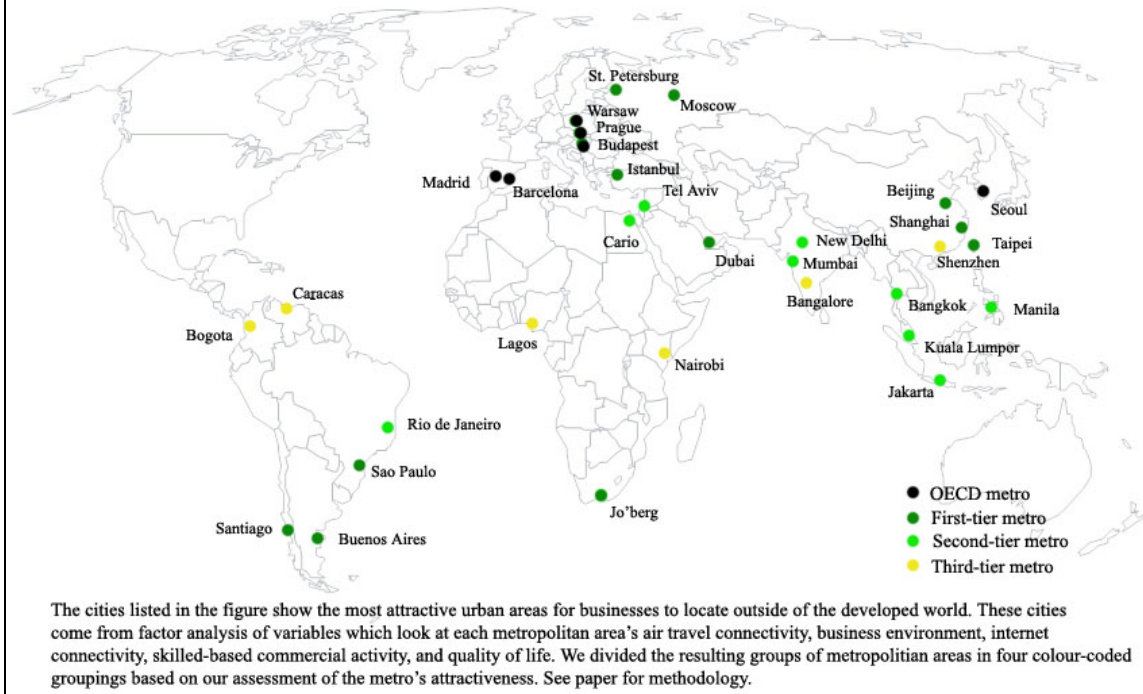 St. Petersburg
Moscow
Warsaw
Prague
Budapest
Madrid
Barcelona
Istanbul
Tel Aviv
Cario
Dubai
Beijing
Seoul
Shanghai
Taipei
Shenzhen
New Delhi
Mumbai
Bangalore
Bangkok
Manila
Kuala Lumpor
Jakarta
Caracas
Bogota
Lagos
Nairobi
Rio de Janeiro
Sao Paulo
Santiago
Buenos Aires
Jo'berg
OECD metro
First-tier metro
Second-tier metro
Third-tier metro
The cities listed in the figure show the most attractive urban areas for businesses to locate outside of the developed world. These cities
come from factor analysis of variables which look at each metropolitan area's air travel connectivity, business environment, internet
connectivity, skilled-based commercial activity, and quality of life. We divided the resulting groups of metropolitian areas in four colour-coded
groupings based on our assessment of the metro's attractiveness. See paper for methodology.